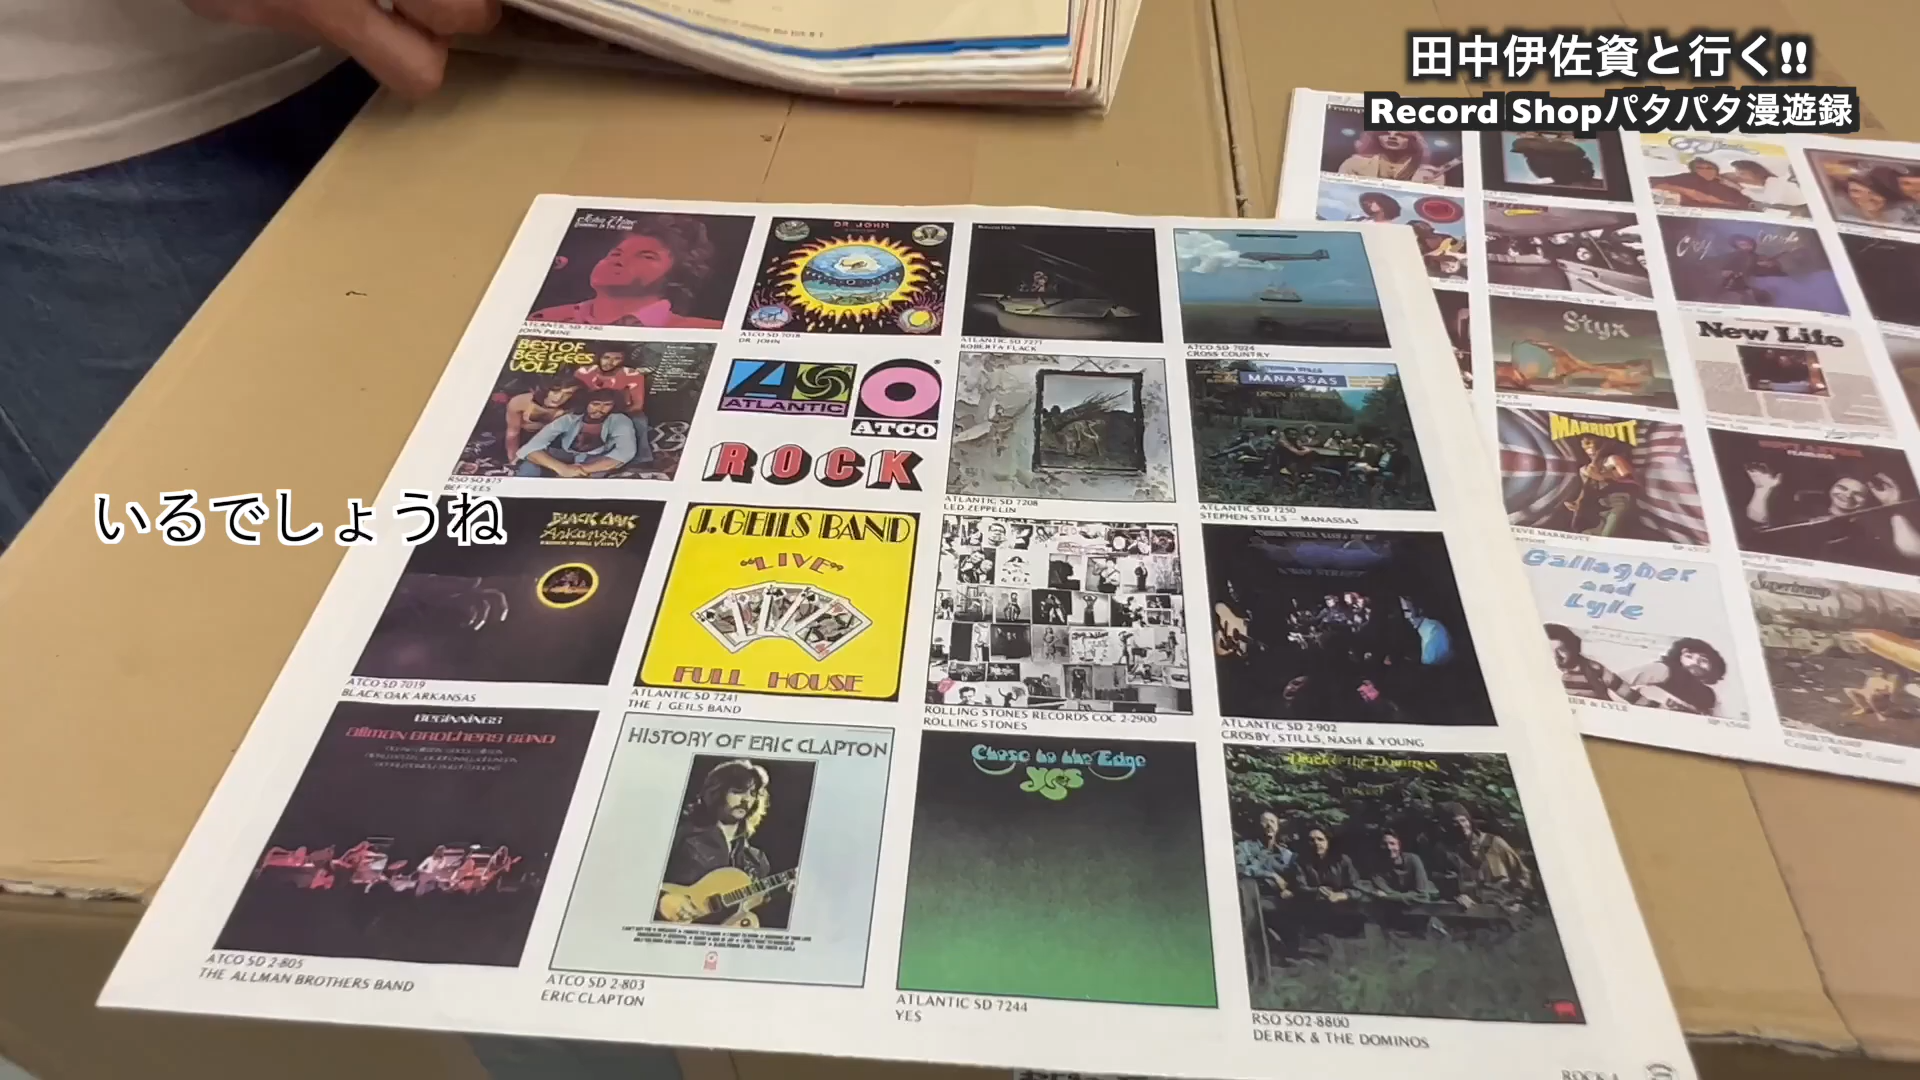 田中伊佐資と行く!!
Record Shopパタパタ漫遊録
いるでしょうね
DR JOHN
ATLANTIC SD 7240
JOHN PRINE
ATCO SD 7018
DR. JOHN
ATLANTIC SD 7271
ROBERTA FLACK
ATCO SD 7024
CROSS COUNTRY
BEST OF
BEE GEES
VOL2
RSO SO 875
BEE GEES
ATLANTIC
ATCO
ROCK
ATLANTIC SD 7208
LED ZEPPELIN
MANASSAS
ATLANTIC SD 7250
STEPHEN STILLS – MANASSAS
BLACK OAK
Arkansas
ATCO SD 7019
BLACK OAK ARKANSAS
J. GEILS BAND
"LIVE"
FULL HOUSE
ATLANTIC SD 7241
THE J. GEILS BAND
ROLLING STONES RECORDS COC 2-2900
ROLLING STONES
ATLANTIC SD 2-902
CROSBY, STILLS, NASH & YOUNG
BEGINNINGS
ALLMAN BROTHERS BAND
ATCO SD 2-805
THE ALLMAN BROTHERS BAND
HISTORY OF ERIC CLAPTON
ATCO SD 2-803
ERIC CLAPTON
Close to the Edge
Yes
ATLANTIC SD 7244
YES
Derek & the Dominos
RSO SO2-8800
DEREK & THE DOMINOS
Styx
New Life
MARRIOTT
STEVE MARRIOTT
Gallagher
and
Lyle
Supertramp